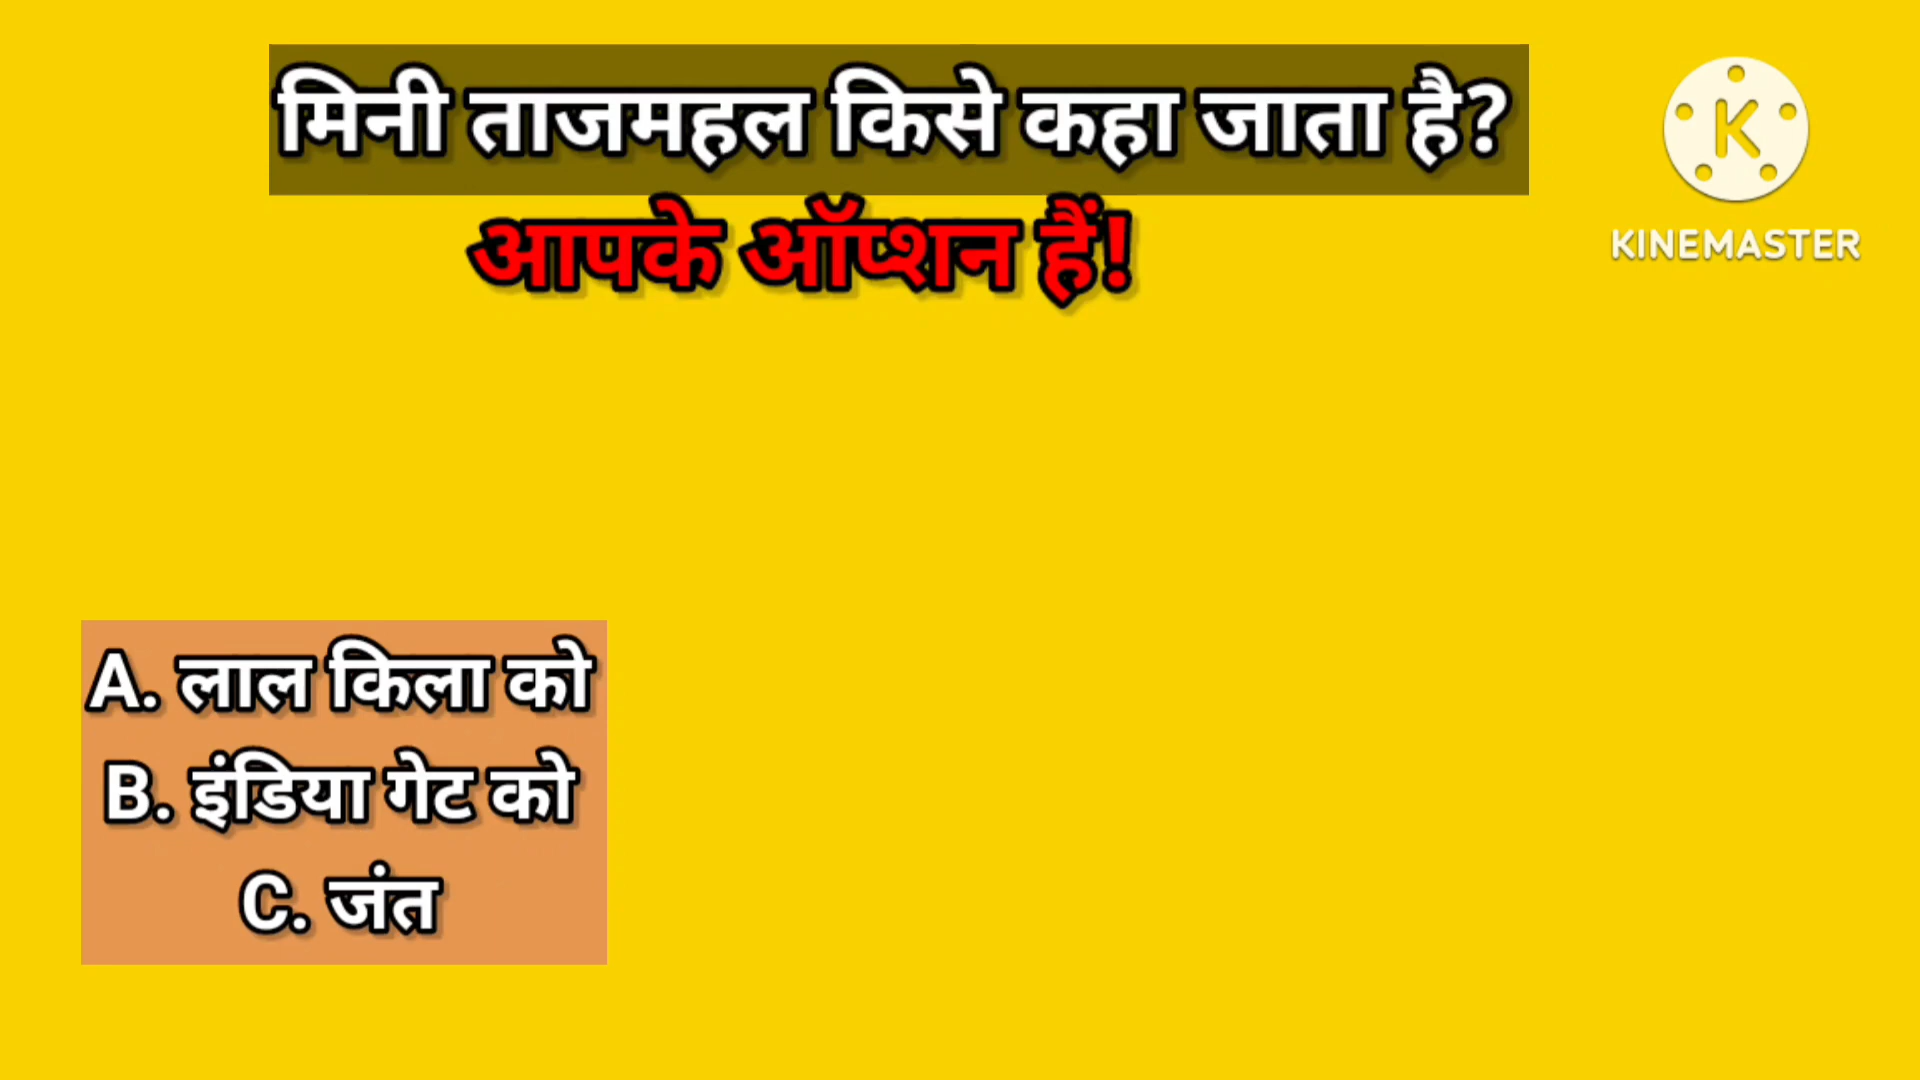 मिनी ताजमहल किसे कहा जाता है?
आपके ऑप्शन हैं!
K
KINEMASTER
A. लाल किला को
B. इंडिया गेट को
C. जंत